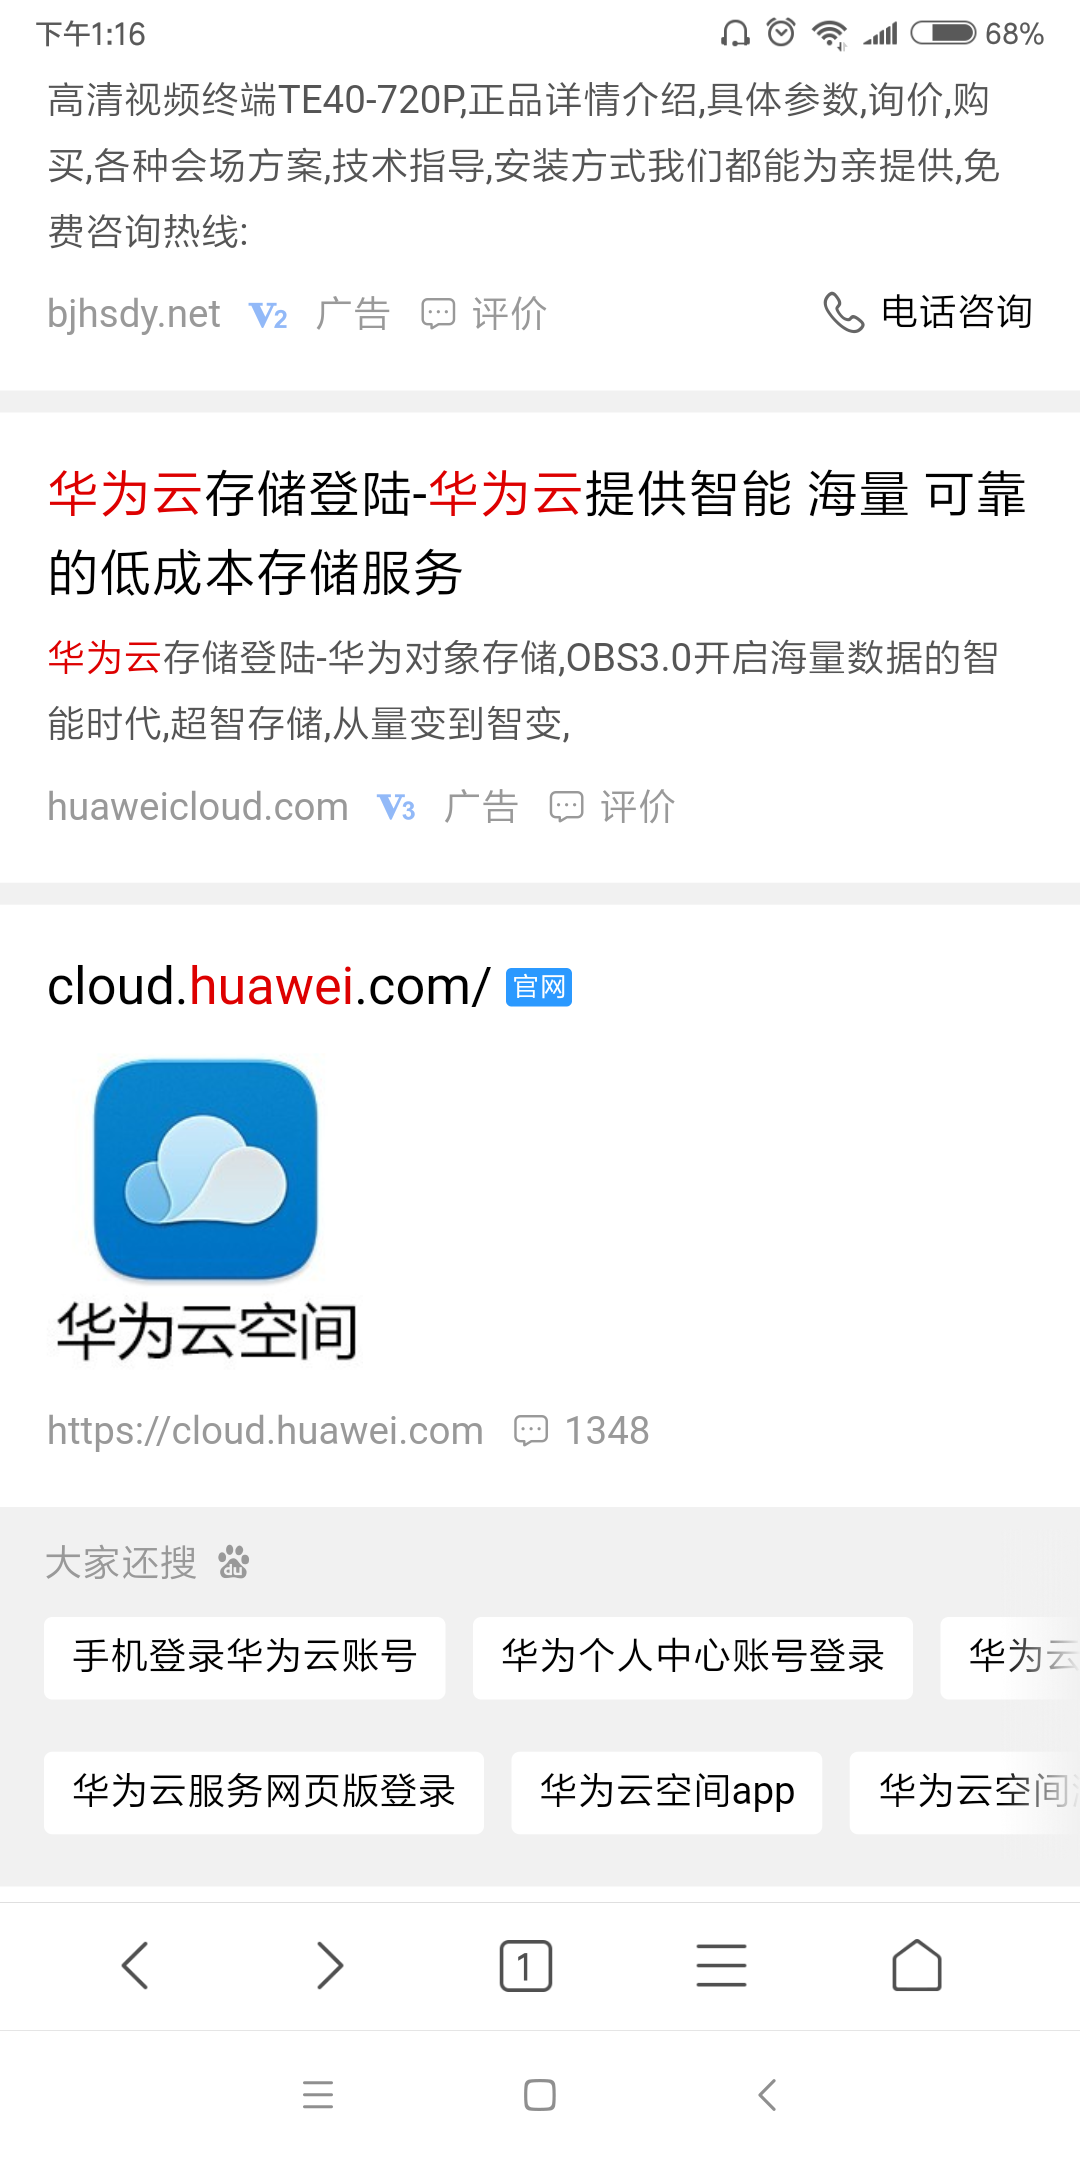 下午1:16 68%
高清视频终端TE40-720P,正品详情介绍,具体参数,询价,购
买,各种会场方案,技术指导,安装方式我们都能为亲提供,免
费咨询热线:
bjhsdy.net V2 广告 评价 电话咨询
华为云存储登陆-华为云提供智能 海量 可靠
的低成本存储服务
华为云存储登陆-华为对象存储,OBS3.0开启海量数据的智
能时代,超智存储,从量变到智变,
huaweicloud.com V3 广告 评价
cloud.huawei.com/ 官网
华为云空间
https://cloud.huawei.com 1348
大家还搜 du
手机登录华为云账号 华为个人中心账号登录 华为云
华为云服务网页版登录 华为云空间app 华为云空间
1